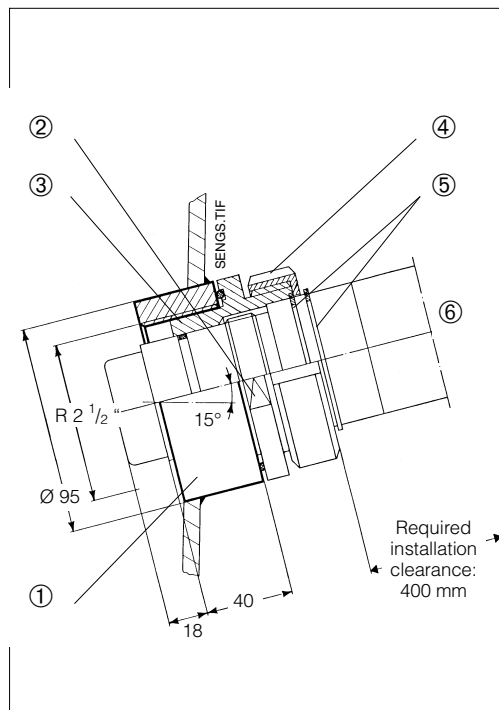 ②
④
③
⑤
SENGS.TIF
⑥
R 2 1/2 “
15°
Ø 95
Required
installation
clearance:
400 mm
①
40
18